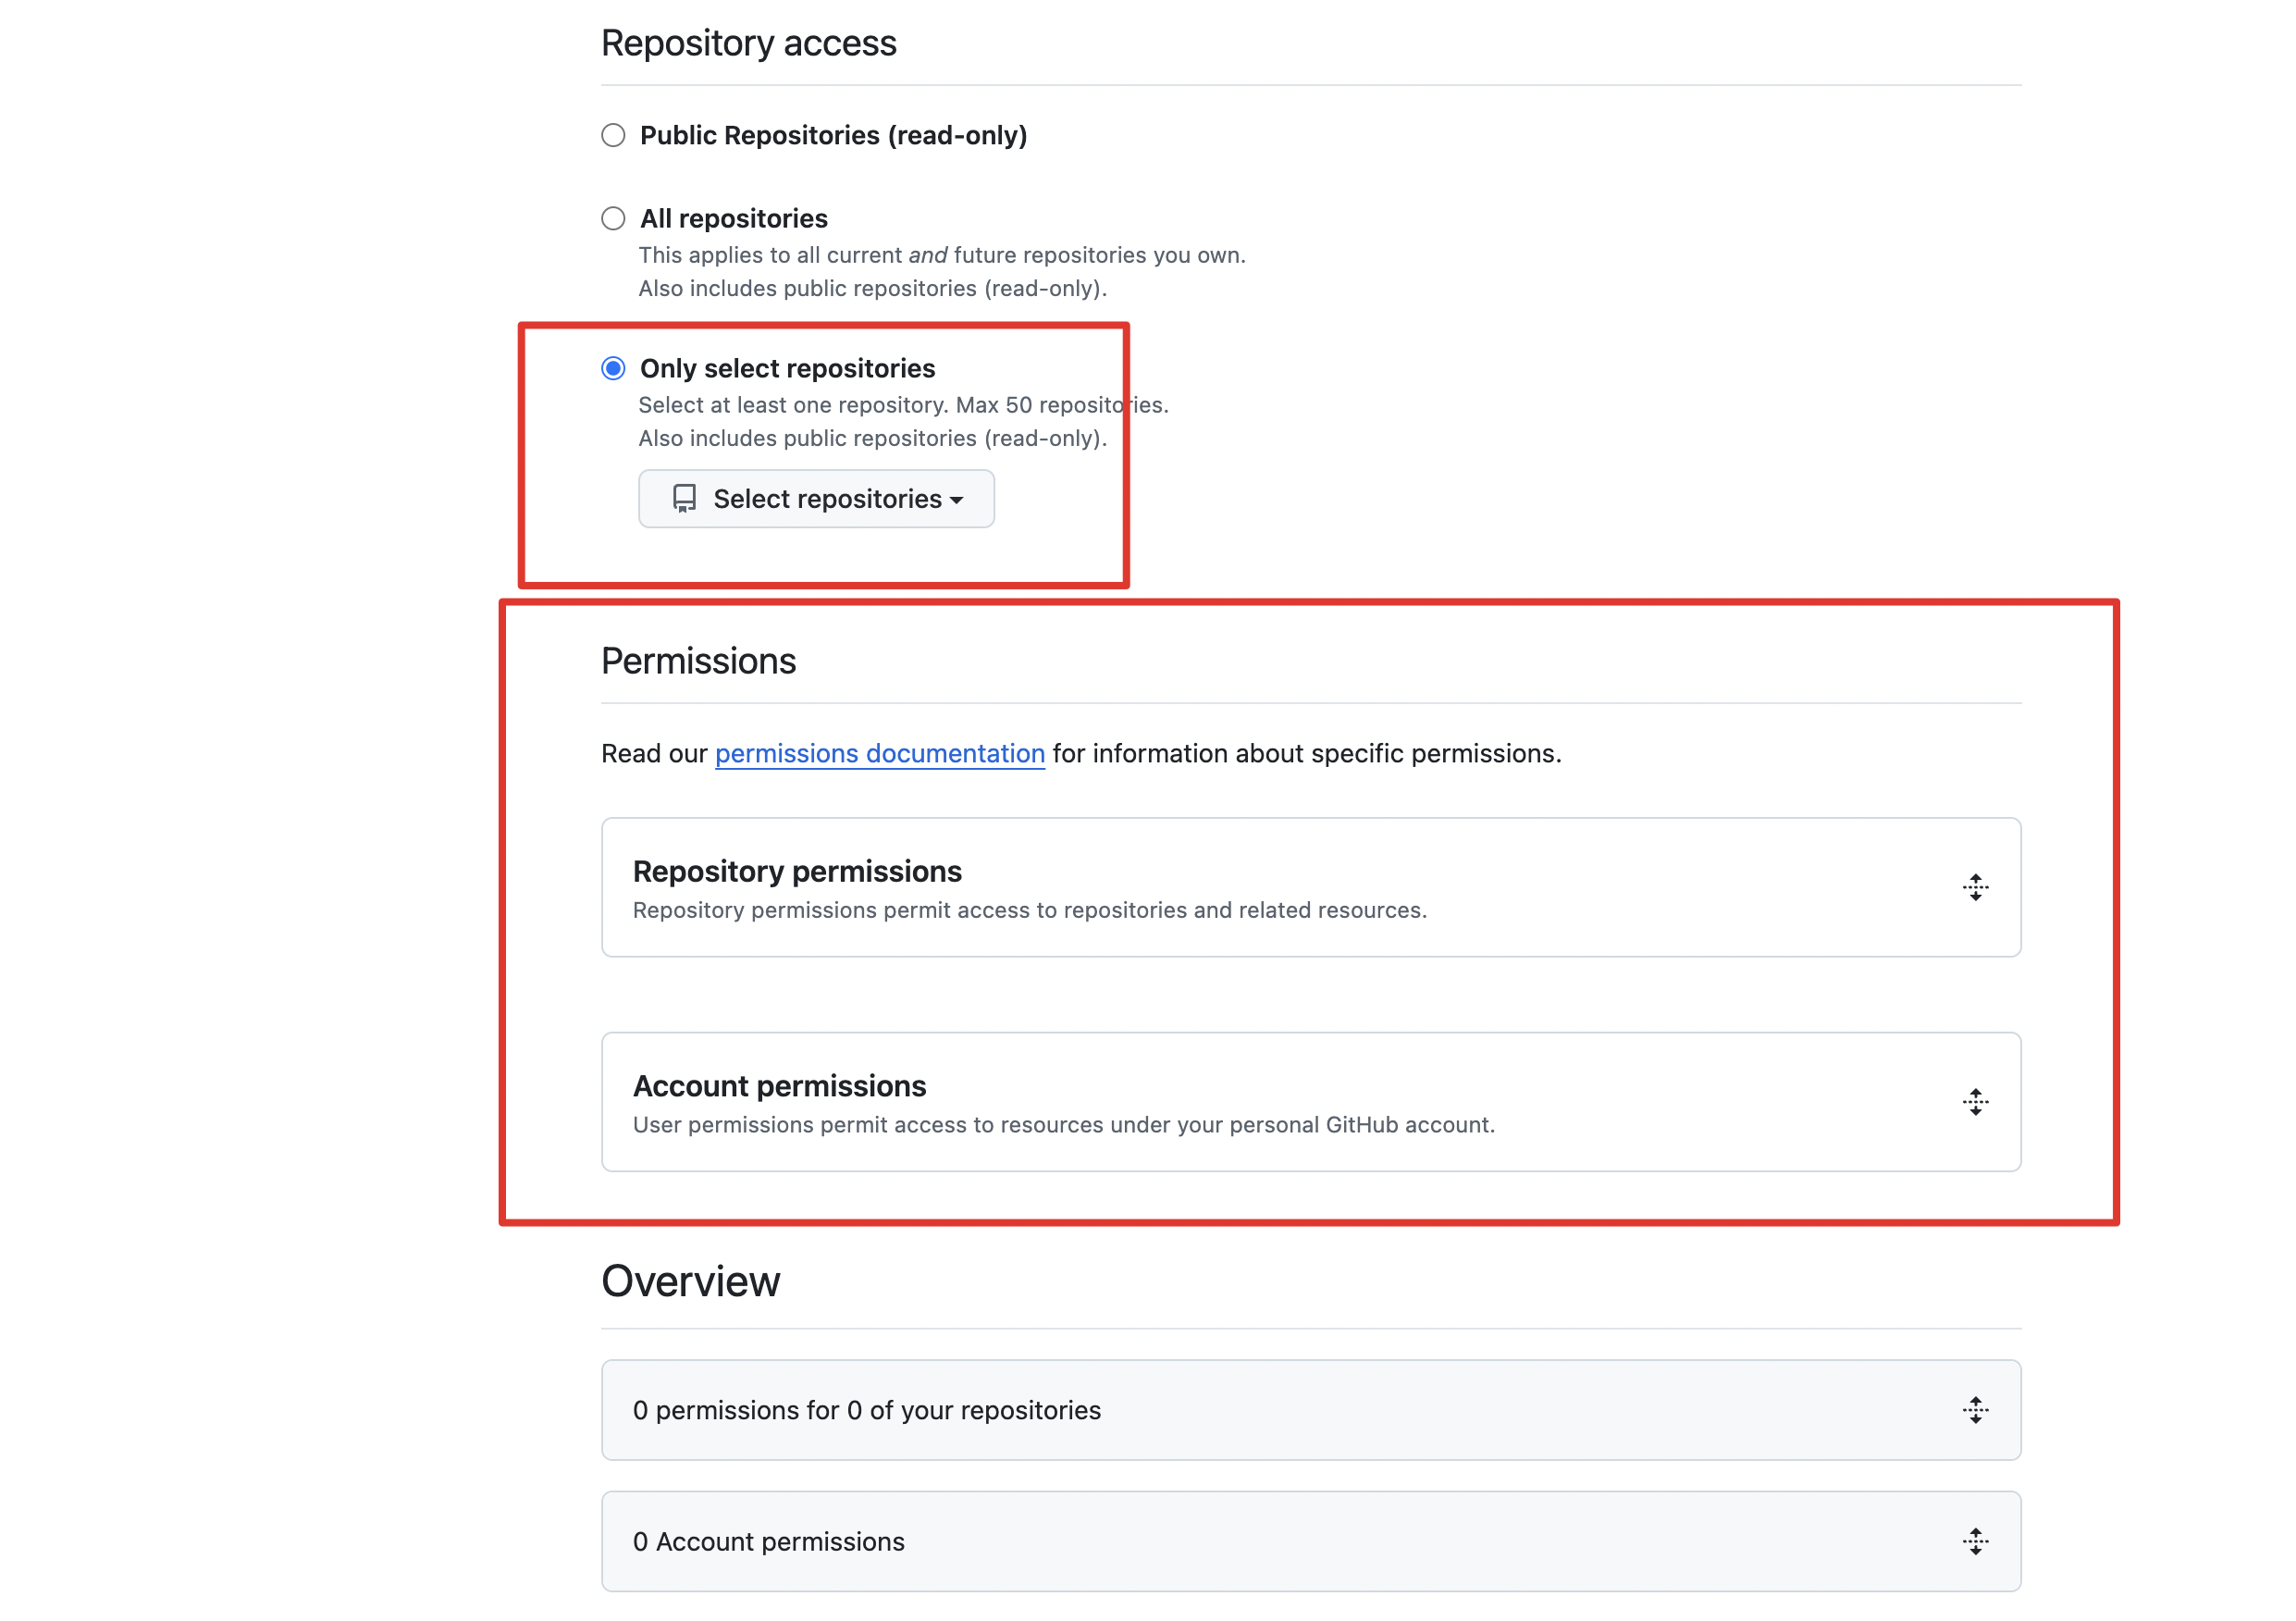 Repository access
Public Repositories (read-only)
All repositories
This applies to all current and future repositories you own.
Also includes public repositories (read-only).
Only select repositories
Select at least one repository. Max 50 repositories.
Also includes public repositories (read-only).
Select repositories
Permissions
Read our permissions documentation for information about specific permissions.
Repository permissions
Repository permissions permit access to repositories and related resources.
Account permissions
User permissions permit access to resources under your personal GitHub account.
Overview
0 permissions for 0 of your repositories
0 Account permissions